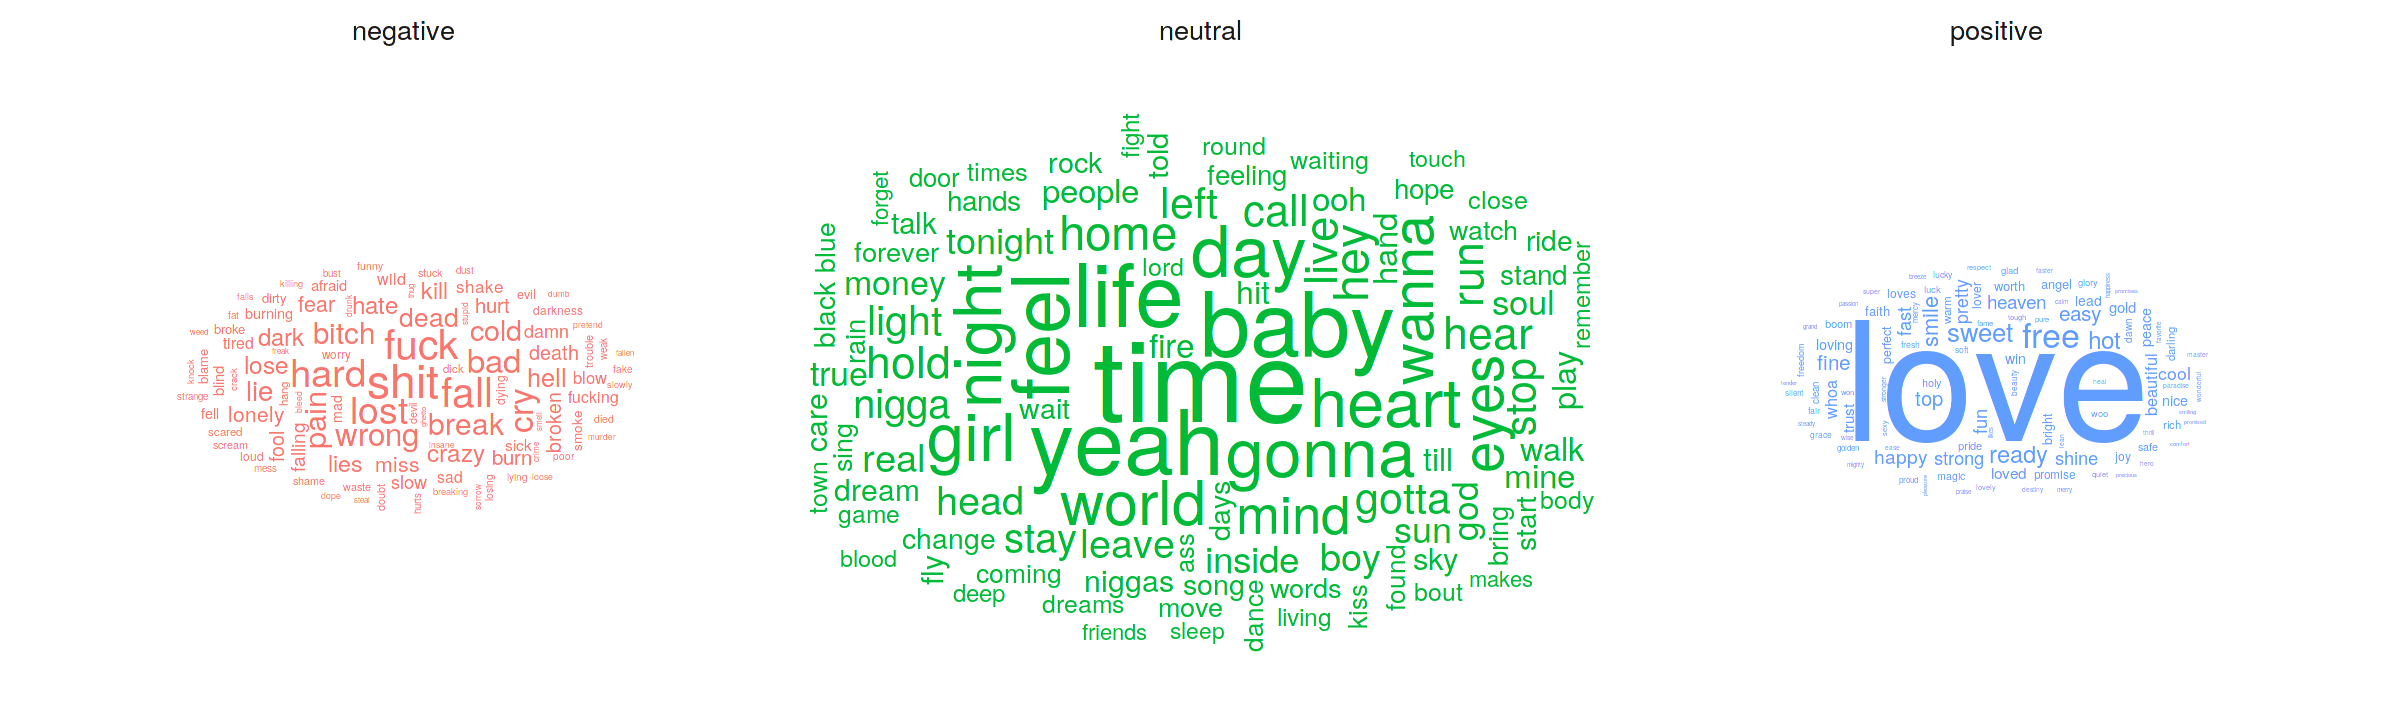 negative
neutral
positive
funny
bust
stuck
dust
killing
afraid
wild
kill
shake
thug
falls
dirty
fear
drunk
hate
hurt
evil
dumb
fat
burning
dead
stupid
darkness
weed
broke
dark
bitch
fuck
cold
damn
pretend
tired
freak
worry
bad
death
trouble
weak
fallen
knock
blame
lose
hard
shit
dick
hell
blow
fake
blind
crack
lie
hang
fall
dying
slowly
strange
pain
bleed
mad
lost
devil
ghetto
cry
broken
fucking
fell
lonely
wrong
break
smell
smoke
died
scared
fool
insane
sick
crime
murder
scream
falling
crazy
burn
poor
loud
mess
lies
miss
shame
slow
sad
lying
loose
waste
breaking
losing
dope
steal
doubt
hurts
sorrow
fight
told
round
waiting
touch
rock
times
door
people
feeling
hope
forget
hands
left
call
ooh
close
talk
home
day
live
hey
hand
wanna
watch
ride
forever
tonight
lord
run
stand
remember
black
blue
money
night
feel
life
hit
soul
light
rain
baby
hear
fire
true
hold
time
eyes
stop
play
nigga
wait
heart
care
girl
yeah
gonna
till
walk
sing
real
mine
town
dream
head
world
days
mind
gotta
god
start
body
game
sun
bring
change
stay
leave
ass
inside
boy
sky
blood
fly
coming
found
makes
deep
niggas
song
words
kiss
bout
dreams
move
dance
living
friends
sleep
respect
breeze
lucky
glad
faster
super
loves
luck
lover
worth
angel
glory
happiness
passion
mercy
warm
pretty
heaven
calm
lead
promises
faith
fast
smile
tough
pure
easy
gold
grand
boom
fame
sweet
free
hot
dawn
peace
favorite
loving
perfect
fresh
soft
win
darling
master
freedom
fine
love
beautiful
cool
tender
silent
clean
whoa
stronger
won
holy
top
beauty
heal
paradise
wonderful
nice
fair
trust
fun
woo
smiling
steady
sexy
likes
bright
rich
promised
grace
wise
lean
thrill
golden
ease
pride
safe
comfort
mighty
happy
strong
ready
shine
joy
hero
proud
magic
loved
promise
quiet
precious
pleasure
praise
lovely
destiny
merry